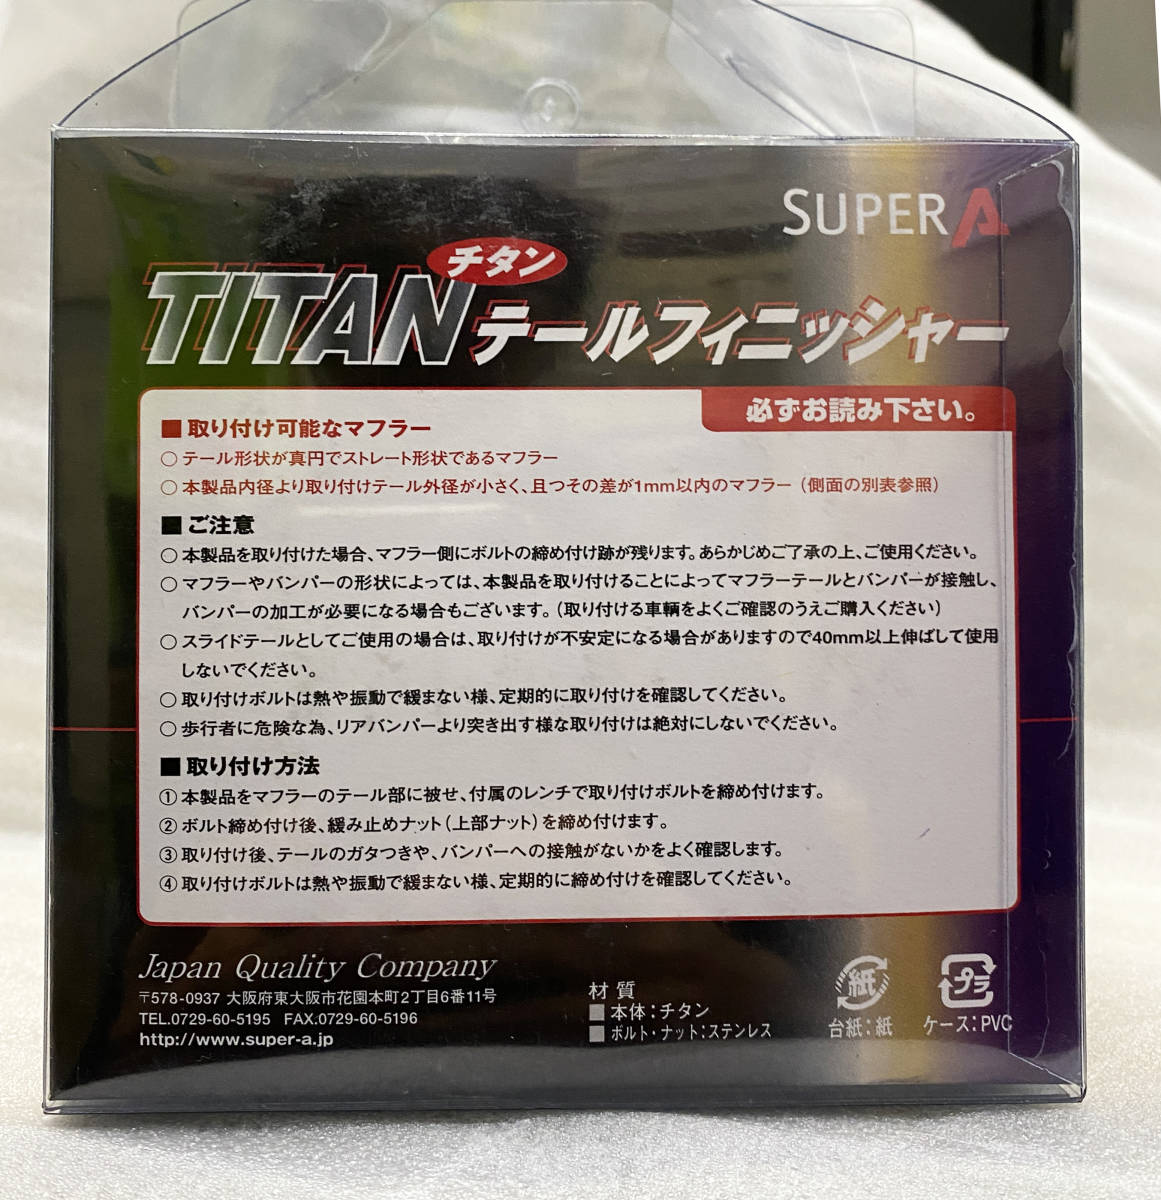 SUPER A
チタン
TITAN テールフィニッシャー
必ずお読み下さい。
■ 取り付け可能なマフラー
○ テール形状が真円でストレート形状であるマフラー
○ 本製品内径より取り付けテール外径が小さく、且つその差が1mm以内のマフラー（側面の別表参照）
■ ご注意
○ 本製品を取り付けた場合、マフラー側にボルトの締め付け跡が残ります。あらかじめご了承の上、ご使用ください。
○ マフラーやバンパーの形状によっては、本製品を取り付けることによってマフラーテールとバンパーが接触し、
バンパーの加工が必要になる場合もございます。（取り付ける車輌をよくご確認のうえご購入ください）
○ スライドテールとしてご使用の場合は、取り付けが不安定になる場合がありますので40mm以上伸ばして使用
しないでください。
○ 取り付けボルトは熱や振動で緩まない様、定期的に取り付けを確認してください。
○ 歩行者に危険な為、リアバンパーより突き出す様な取り付けは絶対にしないでください。
■ 取り付け方法
① 本製品をマフラーのテール部に被せ、付属のレンチで取り付けボルトを締め付けます。
② ボルト締め付け後、緩み止めナット（上部ナット）を締め付けます。
③ 取り付け後、テールのガタつきや、バンパーへの接触がないかをよく確認します。
④ 取り付けボルトは熱や振動で緩まない様、定期的に締め付けを確認してください。
Japan Quality Company
〒578-0937 大阪府東大阪市花園本町2丁目6番11号
TEL.0729-60-5195 FAX.0729-60-5196
http://www.super-a.jp
材質
■ 本体：チタン
■ ボルト・ナット：ステンレス
紙
台紙：紙
プラ
ケース：PVC